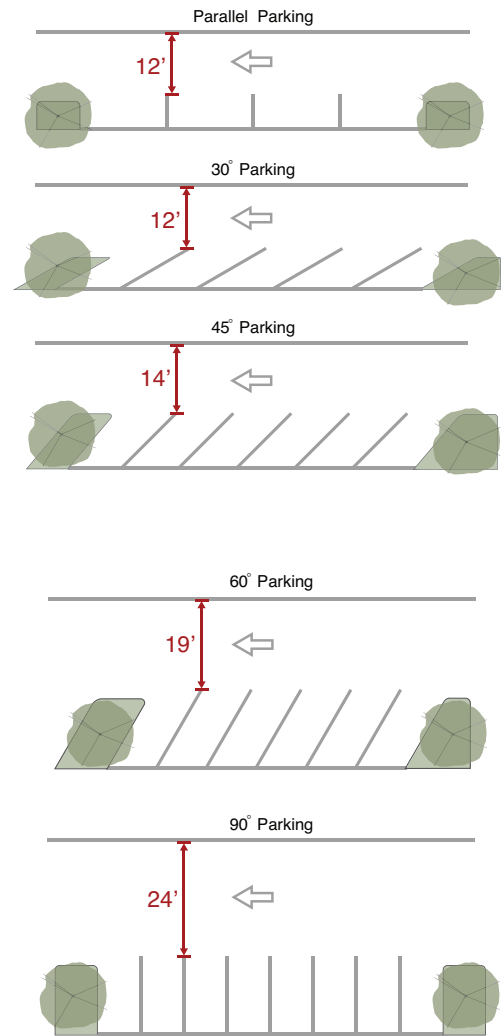 Parallel Parking
12’
30° Parking
12’
45° Parking
14’
60° Parking
19’
90° Parking
24’